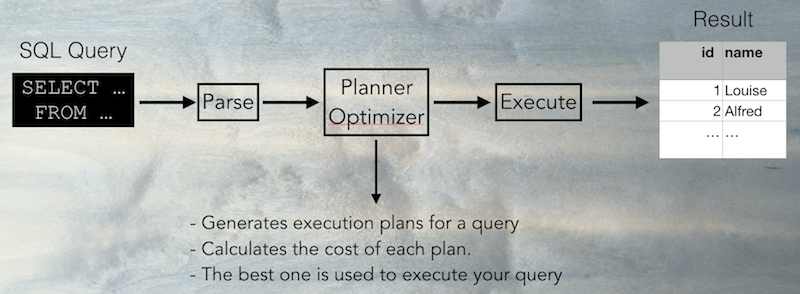 SQL Query
SELECT …
FROM …
Parse
Planner
Optimizer
Execute
Result
id name
1 Louise
2 Alfred
... ...
- Generates execution plans for a query
- Calculates the cost of each plan.
- The best one is used to execute your query